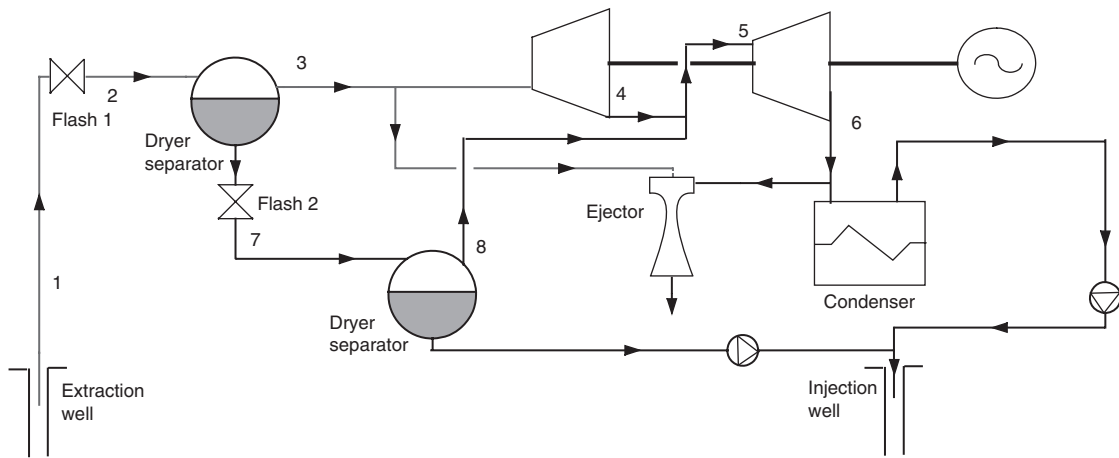 3
5
2
4
Flash 1
6
Dryer
separator
Flash 2
Ejector
7
8
1
Condenser
Dryer
separator
Extraction
well
Injection
well